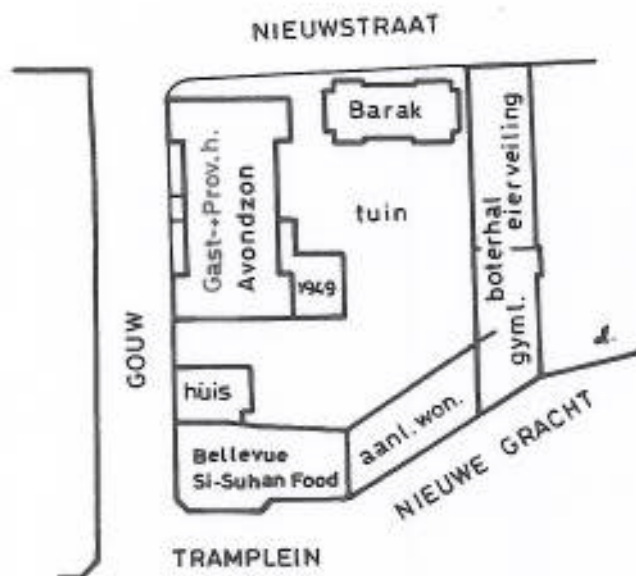 NIEUWSTRAAT
Barak
Gast-+Prov.h.
Avondzon
tuin
boterhal
eierveiling
1949
gyml.
GOUW
huis
aanl. won.
Bellevue
Si-Suhan Food
NIEUWE GRACHT
TRAMPLEIN